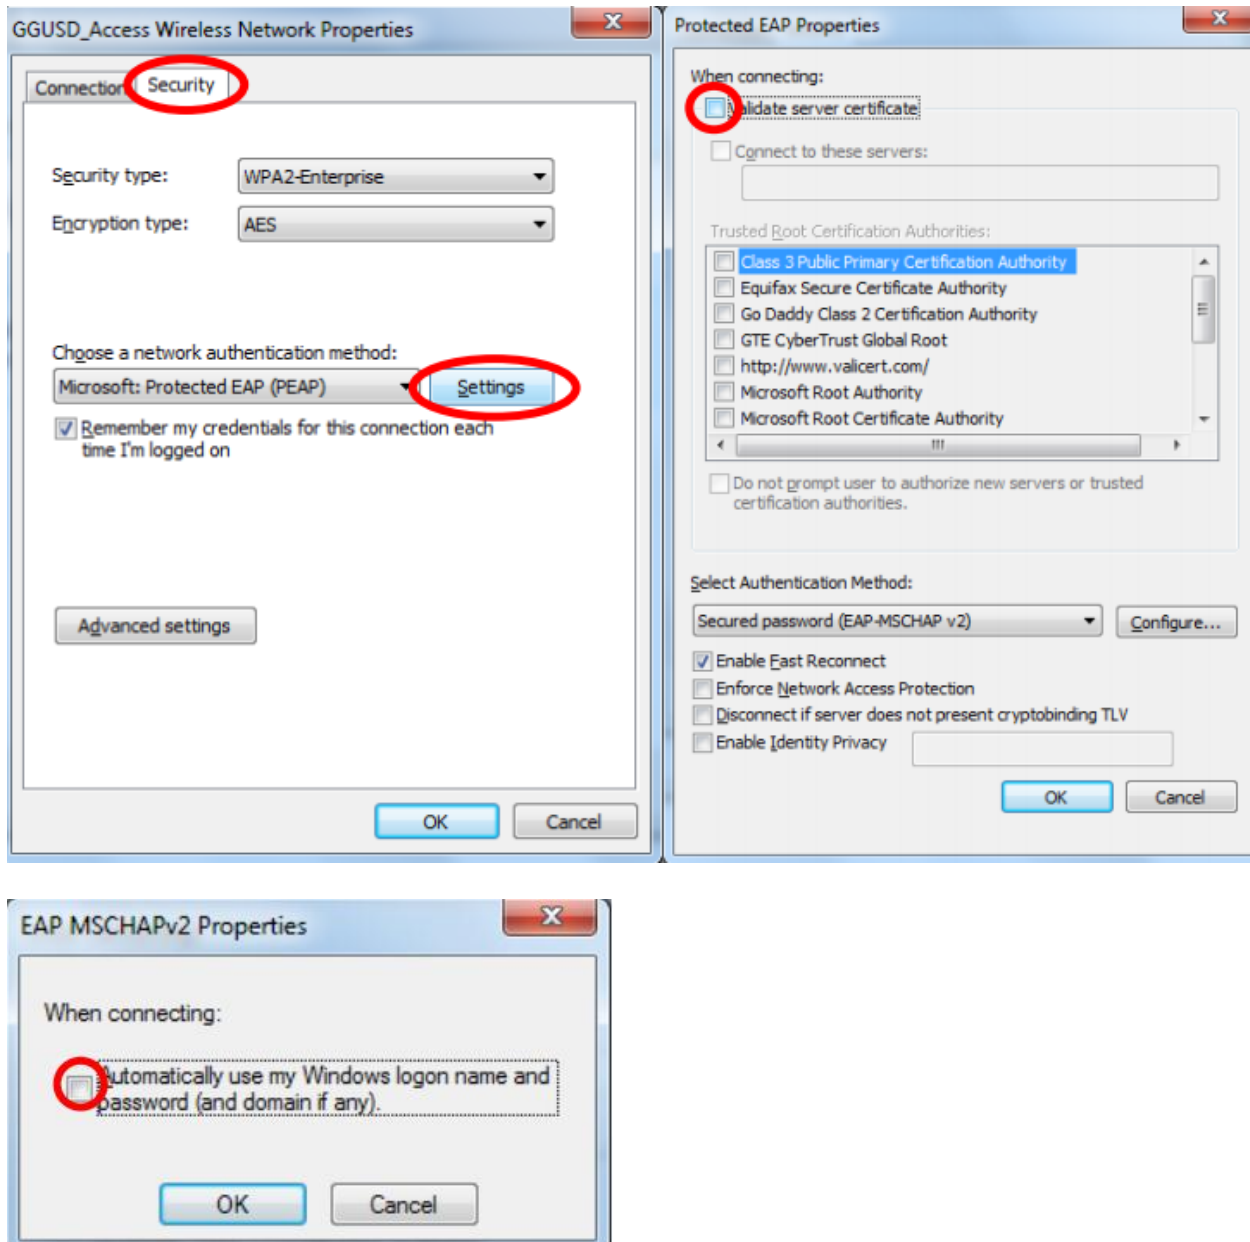 GGUSD_Access Wireless Network Properties
Connection
Security
Security type:
WPA2-Enterprise
Encryption type:
AES
Choose a network authentication method:
Microsoft: Protected EAP (PEAP)
Settings
Remember my credentials for this connection each
time I'm logged on
Advanced settings
OK
Cancel
Protected EAP Properties
When connecting:
Validate server certificate
Connect to these servers:
Trusted Root Certification Authorities:
Class 3 Public Primary Certification Authority
Equifax Secure Certificate Authority
Go Daddy Class 2 Certification Authority
GTE CyberTrust Global Root
http://www.valicert.com/
Microsoft Root Authority
Microsoft Root Certificate Authority
Do not prompt user to authorize new servers or trusted
certification authorities.
Select Authentication Method:
Secured password (EAP-MSCHAP v2)
Configure...
Enable Fast Reconnect
Enforce Network Access Protection
Disconnect if server does not present cryptobinding TLV
Enable Identity Privacy
OK
Cancel
EAP MSCHAPv2 Properties
When connecting:
Automatically use my Windows logon name and
password (and domain if any).
OK
Cancel